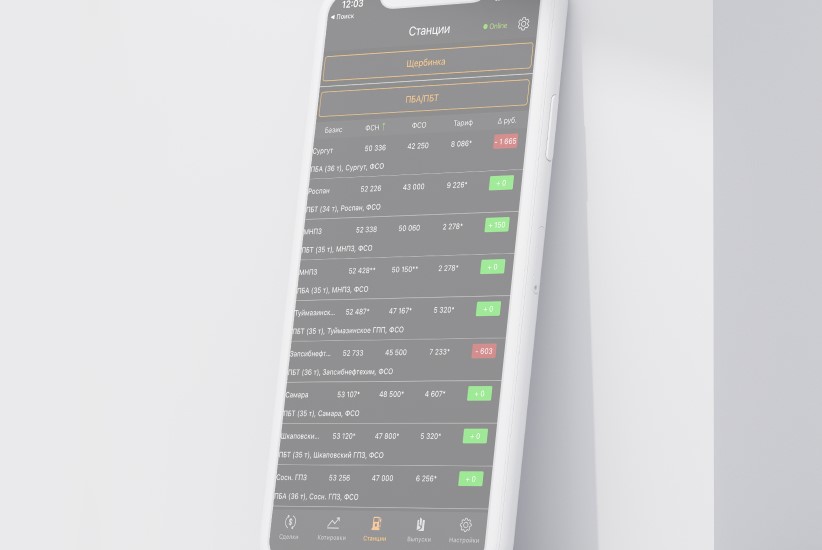 12:03
◀ Поиск
Станции
Online
Щербинка
ПБА/ПБТ
Базис ФСН ↑ ФСО Тариф Δ руб.
Сургут 50 336 42 250 8 086* - 1 665
ПБА (36 т), Сургут, ФСО
Роспан 52 226 43 000 9 226* + 0
ПБТ (34 т), Роспан, ФСО
МНПЗ 52 338 50 060 2 278* + 150
ПБТ (35 т), МНПЗ, ФСО
МНПЗ 52 428** 50 150** 2 278* + 0
ПБА (35 т), МНПЗ, ФСО
Туймазинск... 52 487* 47 167* 5 320* + 0
ПБТ (35 т), Туймазинское ГПП, ФСО
Запсибнефт... 52 733 45 500 7 233* - 603
ПБТ (36 т), Запсибнефтехим, ФСО
Самара 53 107* 48 500* 4 607* + 0
ПБТ (35 т), Самара, ФСО
Шкаповски... 53 120* 47 800* 5 320* + 0
ПБТ (35 т), Шкаповский ГПЗ, ФСО
Сосн. ГПЗ 53 256 47 000 6 256* + 0
ПБА (36 т), Сосн. ГПЗ, ФСО
Сделки Котировки Станции Выпуски Настройки